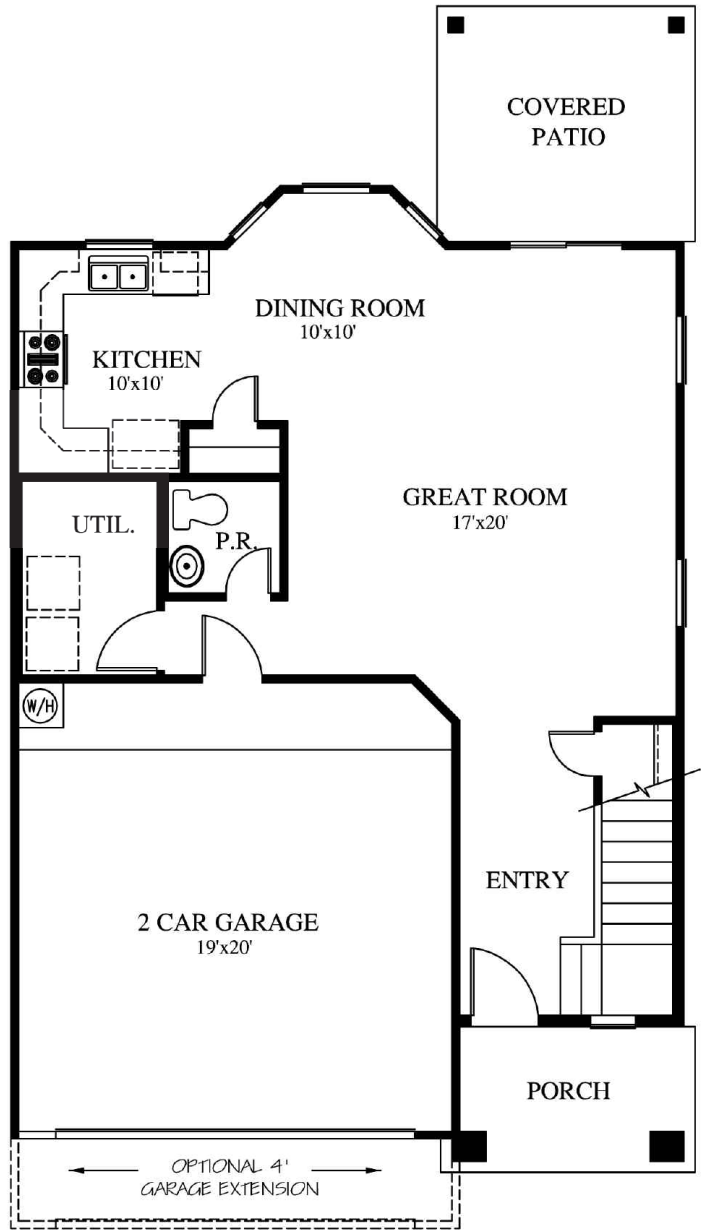 COVERED
PATIO
DINING ROOM
10'x10'
KITCHEN
10'x10'
GREAT ROOM
17'x20'
UTIL.
P.R.
W/H
ENTRY
2 CAR GARAGE
19'x20'
PORCH
OPTIONAL 4'
GARAGE EXTENSION